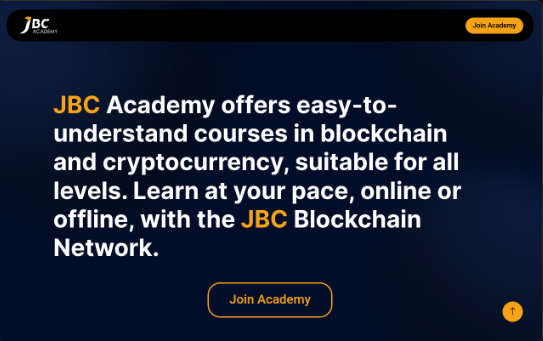 JBC
ACADEMY
Join Academy
JBC Academy offers easy-to-
understand courses in blockchain
and cryptocurrency, suitable for all
levels. Learn at your pace, online or
offline, with the JBC Blockchain
Network.
Join Academy